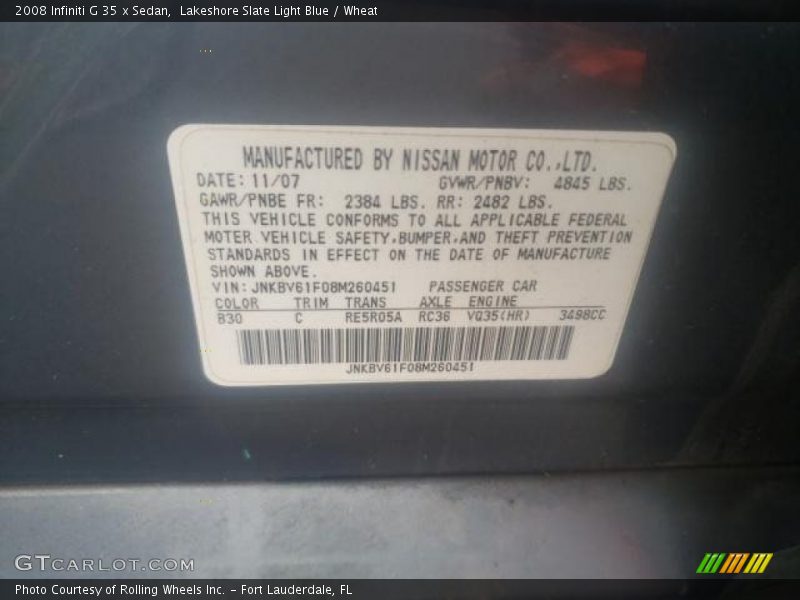 2008 Infiniti G 35 x Sedan,  Lakeshore Slate Light Blue / Wheat
MANUFACTURED BY NISSAN MOTOR CO.,LTD.
DATE: 11/07 GVWR/PNBV: 4845 LBS.
GAWR/PNBE FR: 2384 LBS. RR: 2482 LBS.
THIS VEHICLE CONFORMS TO ALL APPLICABLE FEDERAL
MOTER VEHICLE SAFETY,BUMPER,AND THEFT PREVENTION
STANDARDS IN EFFECT ON THE DATE OF MANUFACTURE
SHOWN ABOVE.
VIN: JNKBV61F08M260451 PASSENGER CAR
COLOR TRIM TRANS AXLE ENGINE
B30 C RE5R05A RC36 VQ35(HR) 3498CC
JNKBV61F08M260451
GTCARLOT.COM
Photo Courtesy of Rolling Wheels Inc. – Fort Lauderdale, FL